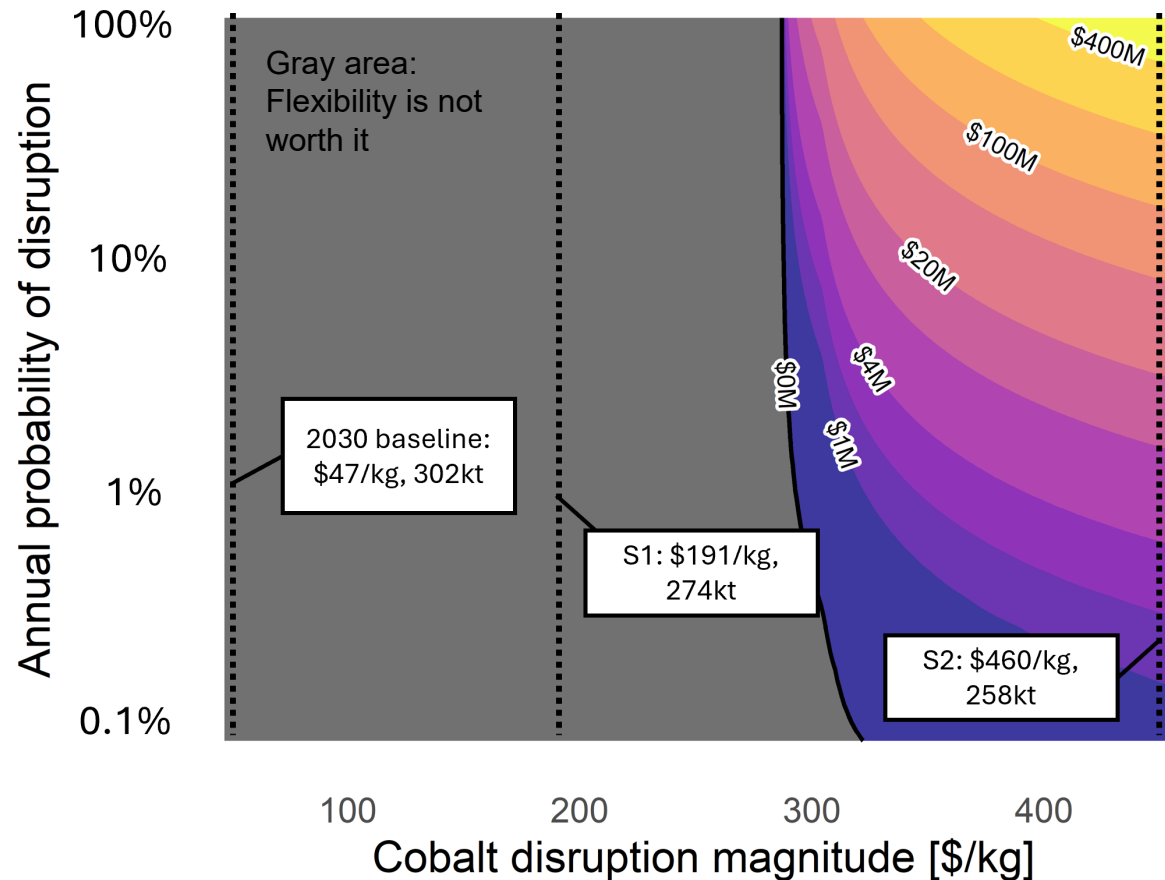 100%
Gray area:
Flexibility is not
worth it
$400M
$100M
10%
$20M
$0M
$4M
$1M
2030 baseline:
$47/kg, 302kt
1%
S1: $191/kg,
274kt
S2: $460/kg,
258kt
0.1%
Annual probability of disruption
100
200
300
400
Cobalt disruption magnitude [$/kg]